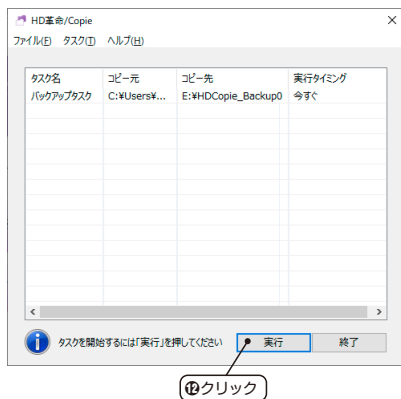 HD革命/Copie
ファイル(F) タスク(T) ヘルプ(H)
タスク名 コピー元 コピー先 実行タイミング
バックアップタスク C:¥Users¥... E:¥HDCopie_Backup0 今すぐ
タスクを開始するには「実行」を押してください 実行 終了
⓬クリック